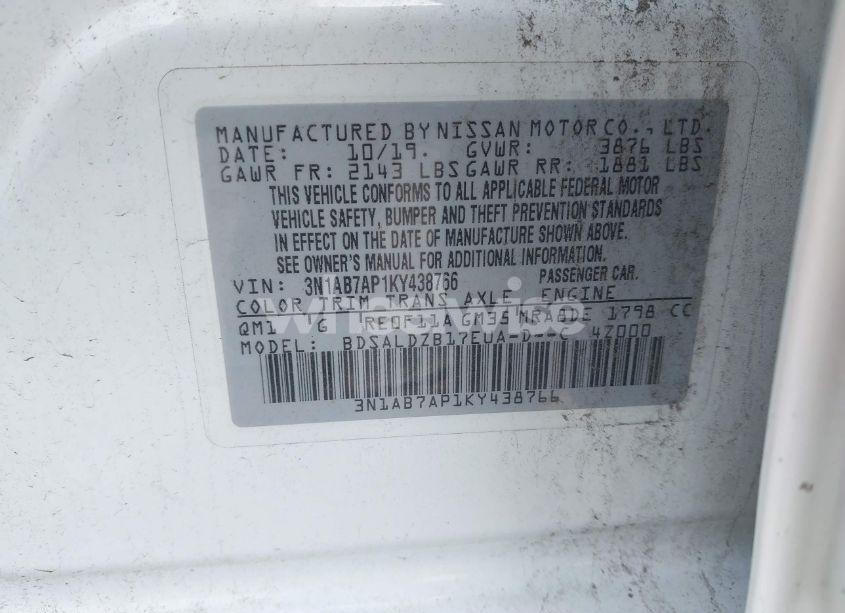 MANUFACTURED BY NISSAN MOTOR CO., LTD.
DATE: 10/19. GVWR: 3876 LBS
GAWR FR: 2143 LBS GAWR RR: 1881 LBS
THIS VEHICLE CONFORMS TO ALL APPLICABLE FEDERAL MOTOR
VEHICLE SAFETY, BUMPER AND THEFT PREVENTION STANDARDS
IN EFFECT ON THE DATE OF MANUFACTURE SHOWN ABOVE.
SEE OWNER'S MANUAL FOR ADDITIONAL INFORMATION.
VIN: 3N1AB7AP1KY438766 PASSENGER CAR.
COLOR TRIM TRANS AXLE ENGINE
QM1 G RE0F11A GM38 MRA8DE 1798 CC
MODEL: BDSALDZB17EUA-D--C 4Z000
3N1AB7AP1KY438766